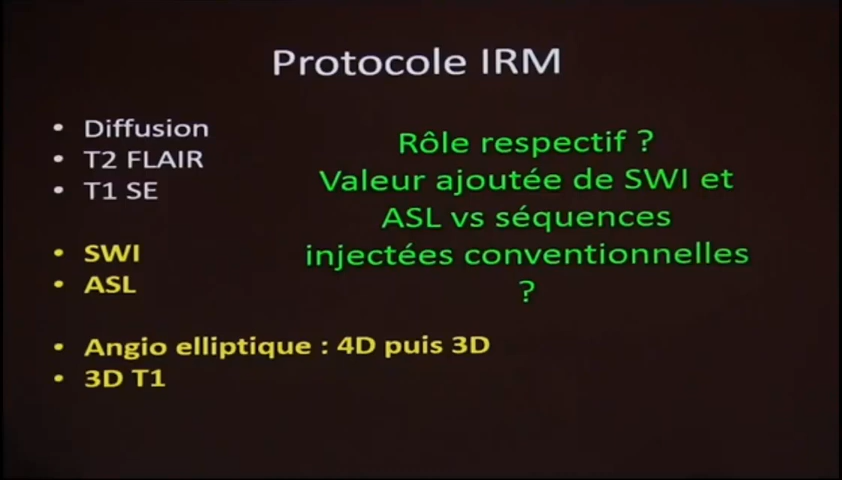 Protocole IRM
• Diffusion
• T2 FLAIR
• T1 SE
• SWI
• ASL
• Angio elliptique : 4D puis 3D
• 3D T1
Rôle respectif ?
Valeur ajoutée de SWI et
ASL vs séquences
injectées conventionnelles
?